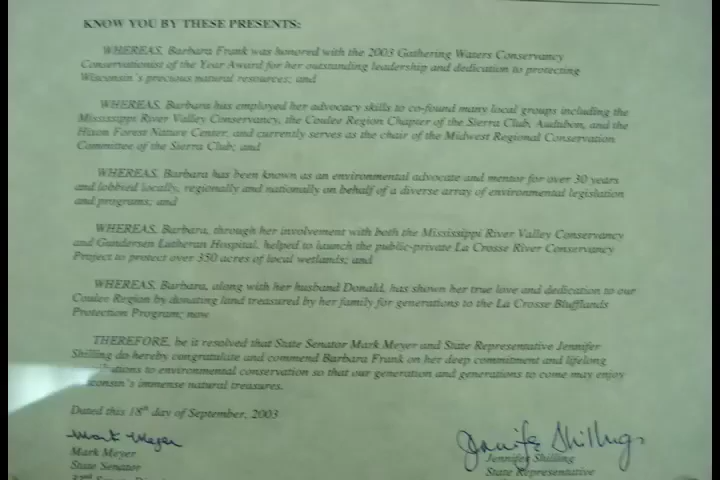 KNOW YOU BY THESE PRESENTS:
WHEREAS, Barbara Frank was honored with the 2003 Gathering Waters Conservancy
Conservationist of the Year Award for her outstanding leadership and dedication to protecting
Wisconsin's precious natural resources; and
WHEREAS, Barbara has employed her advocacy skills to co-found many local groups including the
Mississippi River Valley Conservancy, the Coulee Region Chapter of the Sierra Club, Audubon, and the
Hixon Forest Nature Center, and currently serves as the chair of the Midwest Regional Conservation
Committee of the Sierra Club; and
WHEREAS, Barbara has been known as an environmental advocate and mentor for over 30 years
and lobbied locally, regionally and nationally on behalf of a diverse array of environmental legislation
and programs; and
WHEREAS, Barbara, through her involvement with both the Mississippi River Valley Conservancy
and Gundersen Lutheran Hospital, helped to launch the public-private La Crosse River Conservancy
Project to protect over 350 acres of local wetlands; and
WHEREAS, Barbara, along with her husband Donald, has shown her true love and dedication to our
Coulee Region by donating land treasured by her family for generations to the La Crosse Blufflands
Protection Program; now
THEREFORE, be it resolved that State Senator Mark Meyer and State Representative Jennifer
Shilling do hereby congratulate and commend Barbara Frank on her deep commitment and lifelong
to environmental conservation so that our generation and generations to come may enjoy
immense natural treasures.
Dated this 18th day of September, 2003
Mark Meyer
Jennifer Shilling
Mark Meyer
Jennifer Shilling
State Senator
State Representative